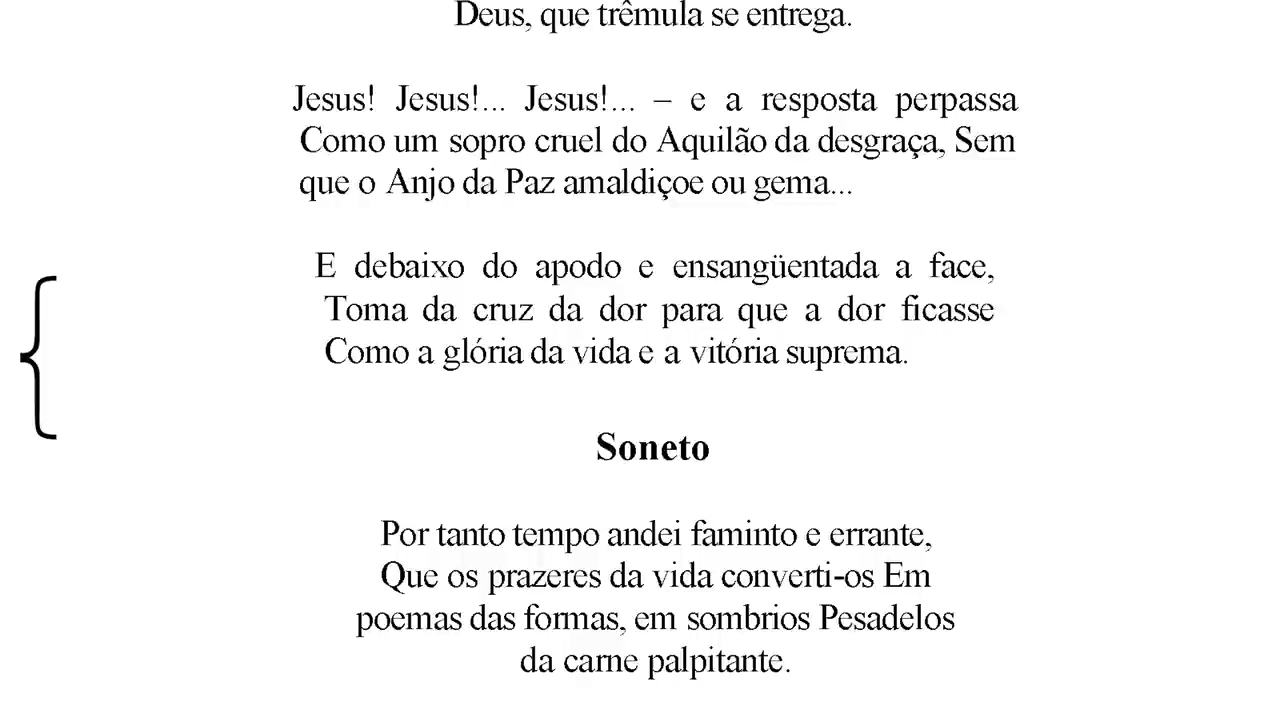 Deus, que trêmula se entrega.
Jesus! Jesus!... Jesus!... – e a resposta perpassa
Como um sopro cruel do Aquilão da desgraça, Sem
que o Anjo da Paz amaldiçoe ou gema...
E debaixo do apodo e ensangüentada a face,
Toma da cruz da dor para que a dor ficasse
Como a glória da vida e a vitória suprema.
Soneto
Por tanto tempo andei faminto e errante,
Que os prazeres da vida converti-os Em
poemas das formas, em sombrios Pesadelos
da carne palpitante.